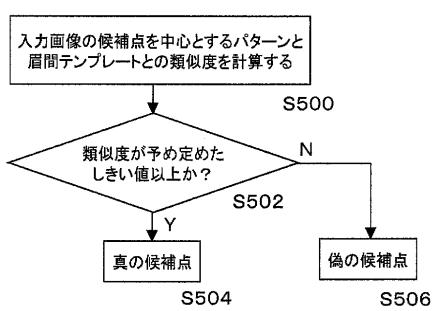 入力画像の候補点を中心とするパターンと
眉間テンプレートとの類似度を計算する
S500
類似度が予め定めた
しきい値以上か?
N
S502
Y
真の候補点
偽の候補点
S504
S506